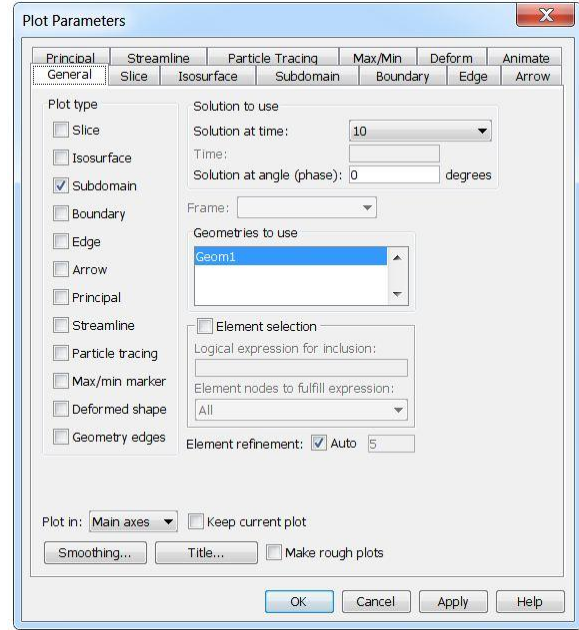 Plot Parameters
Principal Streamline Particle Tracing Max/Min Deform Animate
General Slice Isosurface Subdomain Boundary Edge Arrow
Plot type
Slice
Isosurface
Subdomain
Boundary
Edge
Arrow
Principal
Streamline
Particle tracing
Max/min marker
Deformed shape
Geometry edges
Solution to use
Solution at time: 10
Time:
Solution at angle (phase): 0 degrees
Frame:
Geometries to use
Geom1
Element selection
Logical expression for inclusion:
Element nodes to fulfill expression:
All
Element refinement: Auto 5
Plot in: Main axes Keep current plot
Smoothing... Title... Make rough plots
OK Cancel Apply Help